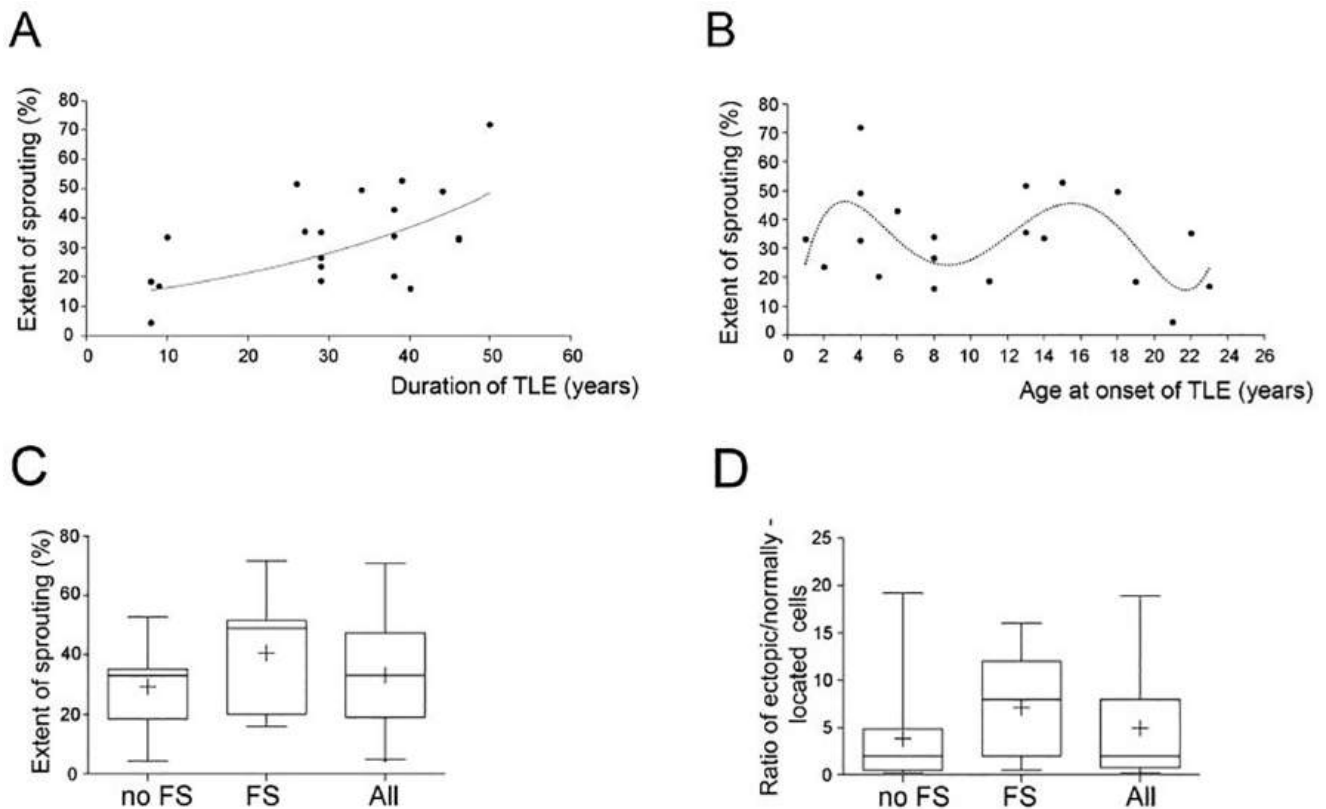 A
Extent of sprouting (%)
80
70
60
50
40
30
20
10
0
0 10 20 30 40 50 60
Duration of TLE (years)
B
Extent of sprouting (%)
80
70
60
50
40
30
20
10
0
0 2 4 6 8 10 12 14 16 18 20 22 24 26
Age at onset of TLE (years)
C
Extent of sprouting (%)
80
60
40
20
0
no FS FS All
D
Ratio of ectopic/normally -
located cells
25
20
15
10
5
0
no FS FS All